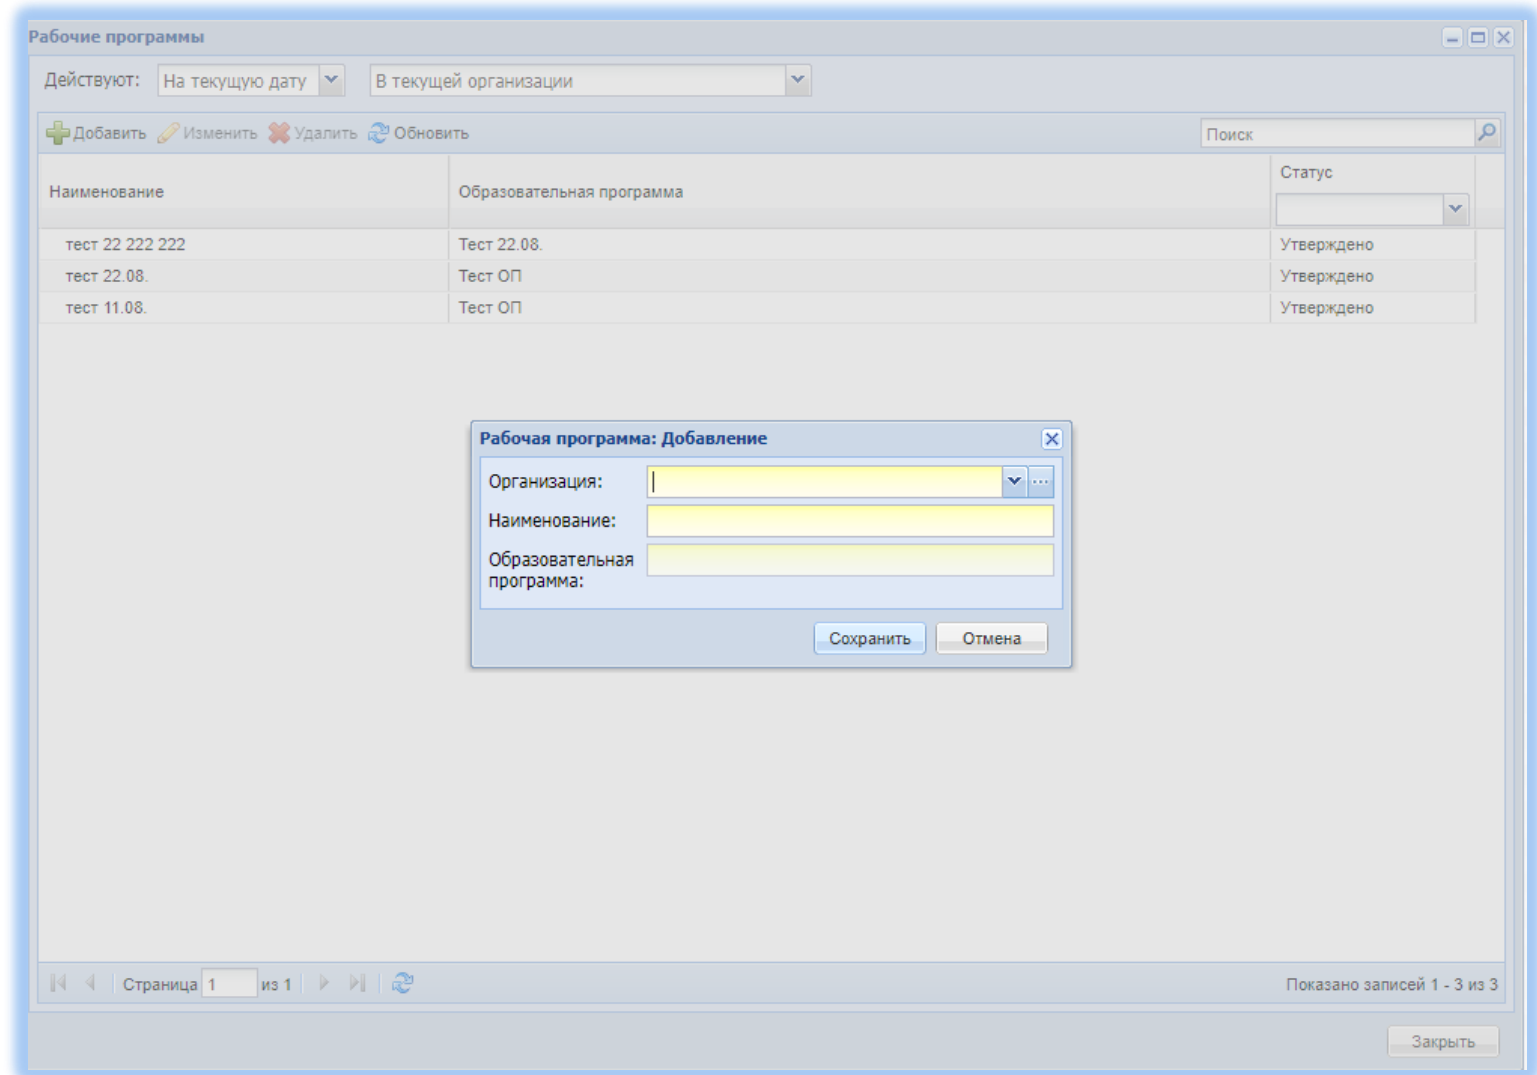 Рабочие программы
Действуют: На текущую дату В текущей организации
Добавить Изменить Удалить Обновить Поиск
Наименование Образовательная программа Статус
тест 22 222 222 Тест 22.08. Утверждено
тест 22.08. Тест ОП Утверждено
тест 11.08. Тест ОП Утверждено
Рабочая программа: Добавление
Организация:
Наименование:
Образовательная
программа:
Сохранить Отмена
Страница 1 из 1 Показано записей 1 - 3 из 3
Закрыть